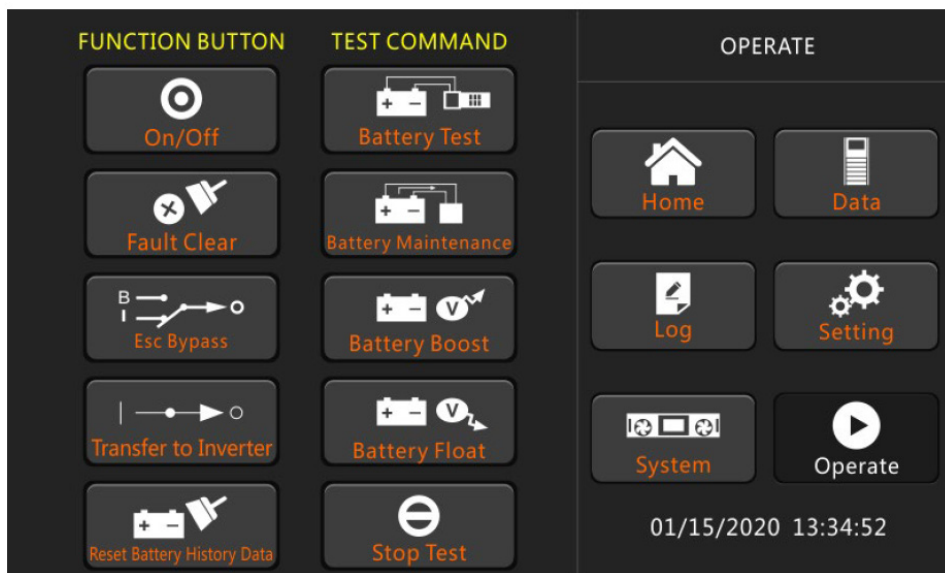 FUNCTION BUTTON TEST COMMAND
OPERATE
On/Off
Battery Test
Fault Clear
Battery Maintenance
B
I
Esc Bypass
Battery Boost
Transfer to Inverter
Battery Float
Reset Battery History Data
Stop Test
Home
Data
Log
Setting
System
Operate
01/15/2020 13:34:52